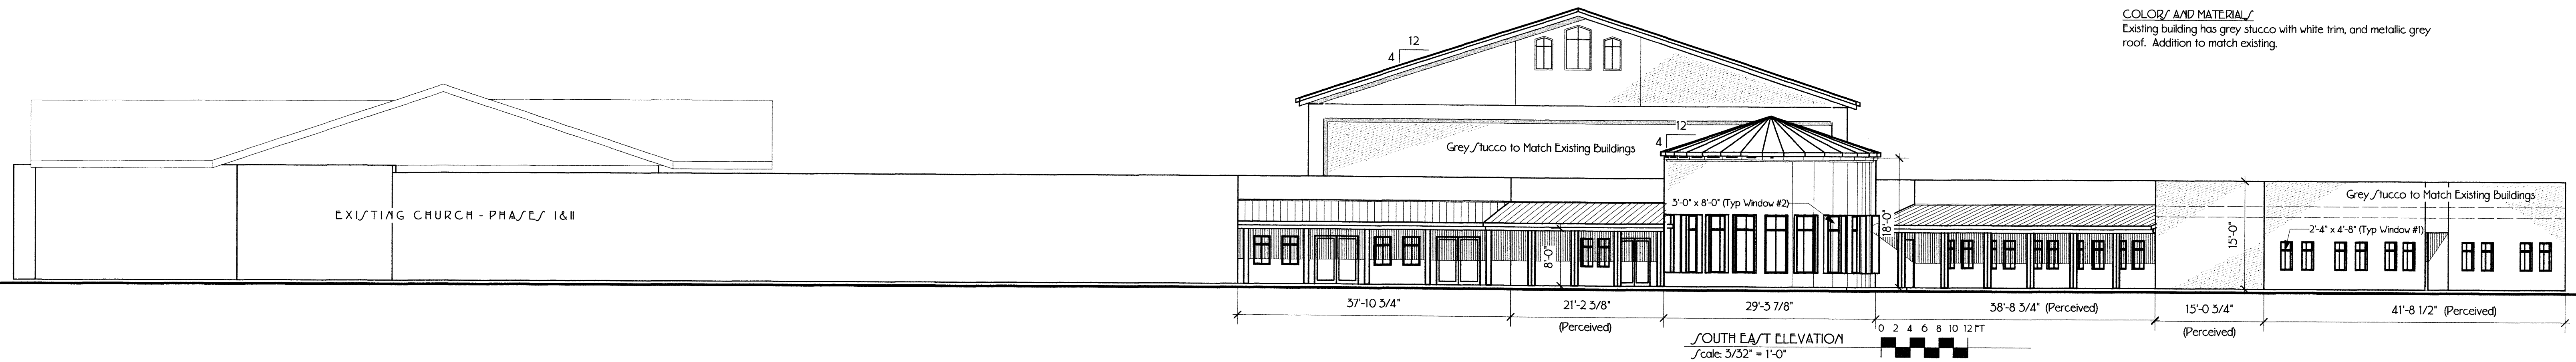 COLORS AND MATERIALS
Existing building has grey stucco with white trim, and metallic grey
roof. Addition to match existing.
12
4
12
4
Grey Stucco to Match Existing Buildings
Grey Stucco to Match Existing Buildings
EXISTING CHURCH - PHASES I&II
3'-0" x 8'-0" (Typ Window #2)
18'-0"
15'-0"
2'-4" x 4'-8" (Typ Window #1)
8'-0"
37'-10 3/4"
21'-2 3/8"
(Perceived)
29'-3 7/8"
38'-8 3/4" (Perceived)
15'-0 3/4"
(Perceived)
41'-8 1/2" (Perceived)
SOUTH EAST ELEVATION
Scale: 3/32" = 1'-0"
0 2 4 6 8 10 12 FT